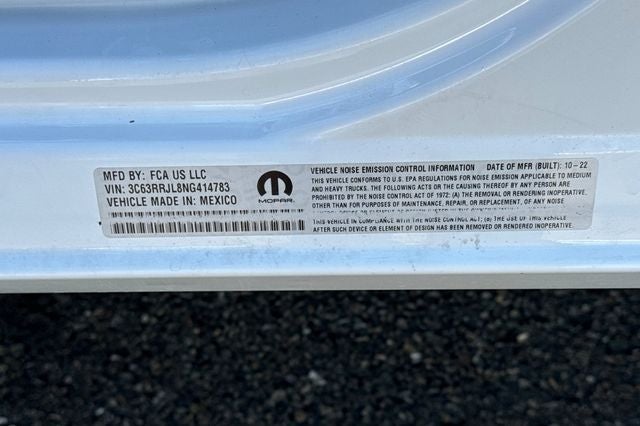 MFD BY: FCA US LLC
VIN: 3C63RRJL8NG414783
VEHICLE MADE IN: MEXICO
MOPAR
VEHICLE NOISE EMISSION CONTROL INFORMATION DATE OF MFR (BUILT): 10-22
THIS VEHICLE CONFORMS TO U.S. EPA REGULATIONS FOR NOISE EMISSION APPLICABLE TO MEDIUM
AND HEAVY TRUCKS. THE FOLLOWING ACTS OR THE CAUSING THEREOF BY ANY PERSON ARE
PROHIBITED BY THE NOISE CONTROL ACT OF 1972: (A) THE REMOVAL OR RENDERING INOPERATIVE,
OTHER THAN FOR PURPOSES OF MAINTENANCE, REPAIR, OR REPLACEMENT, OF ANY NOISE
THIS VEHICLE IN VIOLATION OF THE NOISE CONTROL ACT; (B) THE USE OF THIS VEHICLE
AFTER SUCH DEVICE OR ELEMENT OF DESIGN HAS BEEN REMOVED OR RENDERED INOPERATIVE.